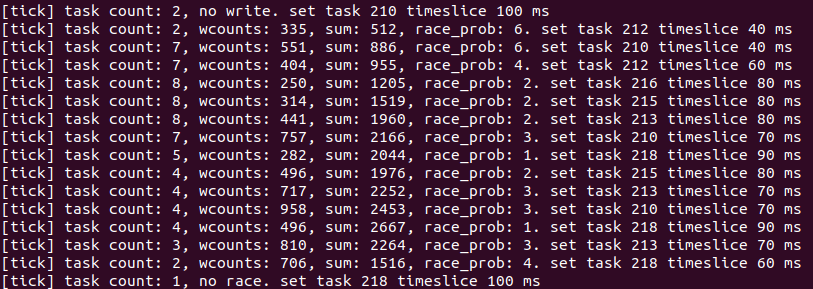 [tick] task count: 2, no write. set task 210 timeslice 100 ms
[tick] task count: 2, wcounts: 335, sum: 512, race_prob: 6. set task 212 timeslice 40 ms
[tick] task count: 7, wcounts: 551, sum: 886, race_prob: 6. set task 210 timeslice 40 ms
[tick] task count: 7, wcounts: 404, sum: 955, race_prob: 4. set task 212 timeslice 60 ms
[tick] task count: 8, wcounts: 250, sum: 1205, race_prob: 2. set task 216 timeslice 80 ms
[tick] task count: 8, wcounts: 314, sum: 1519, race_prob: 2. set task 215 timeslice 80 ms
[tick] task count: 8, wcounts: 441, sum: 1960, race_prob: 2. set task 213 timeslice 80 ms
[tick] task count: 7, wcounts: 757, sum: 2166, race_prob: 3. set task 210 timeslice 70 ms
[tick] task count: 5, wcounts: 282, sum: 2044, race_prob: 1. set task 218 timeslice 90 ms
[tick] task count: 4, wcounts: 496, sum: 1976, race_prob: 2. set task 215 timeslice 80 ms
[tick] task count: 4, wcounts: 717, sum: 2252, race_prob: 3. set task 213 timeslice 70 ms
[tick] task count: 4, wcounts: 958, sum: 2453, race_prob: 3. set task 210 timeslice 70 ms
[tick] task count: 4, wcounts: 496, sum: 2667, race_prob: 1. set task 218 timeslice 90 ms
[tick] task count: 3, wcounts: 810, sum: 2264, race_prob: 3. set task 213 timeslice 70 ms
[tick] task count: 2, wcounts: 706, sum: 1516, race_prob: 4. set task 218 timeslice 60 ms
[tick] task count: 1, no race. set task 218 timeslice 100 ms